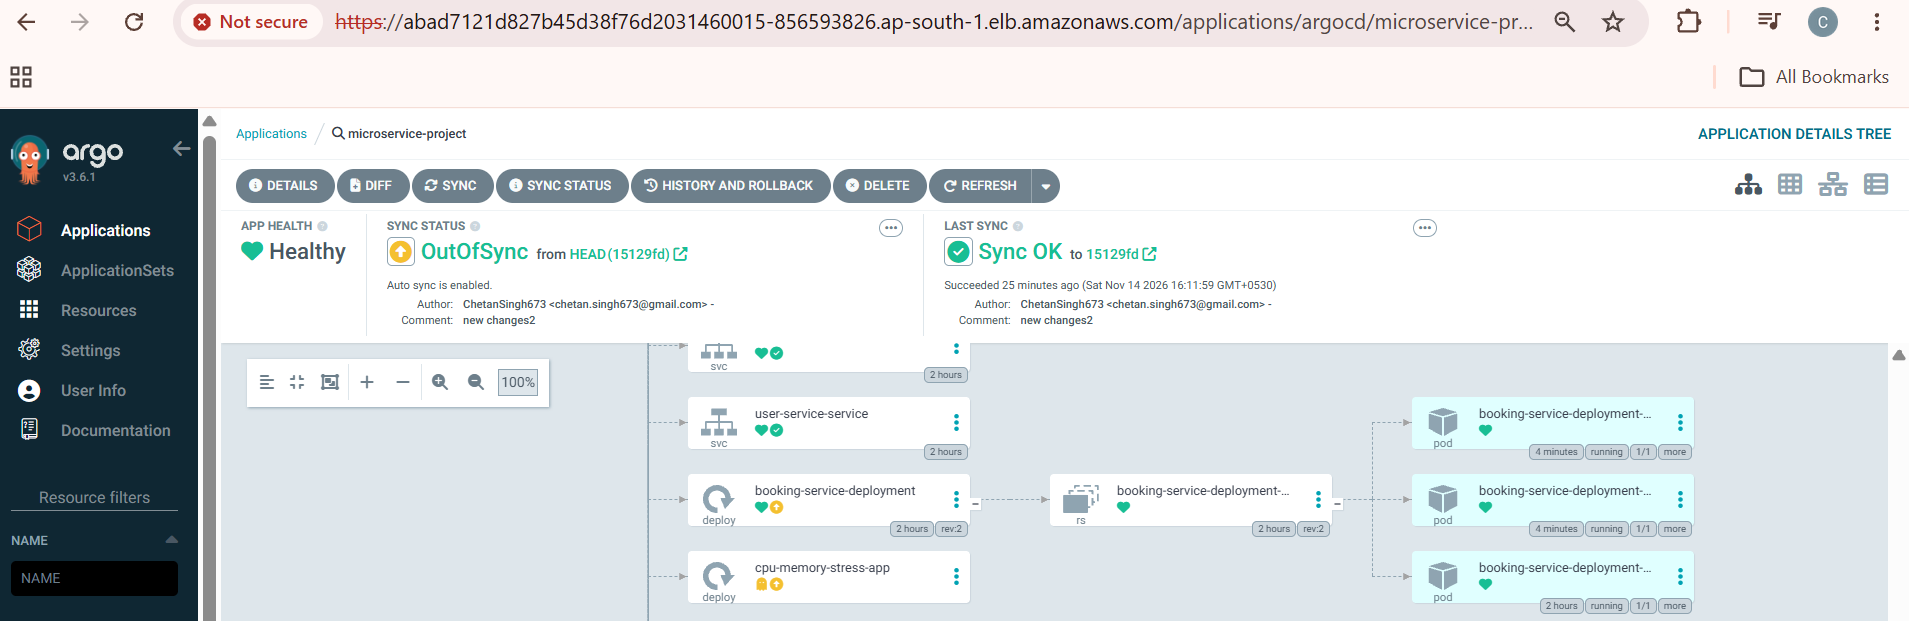 Not secure
https://abad7121d827b45d38f76d2031460015-856593826.ap-south-1.elb.amazonaws.com/applications/argocd/microservice-pr...
C
All Bookmarks
argo
v3.6.1
Applications
ApplicationSets
Resources
Settings
User Info
Documentation
Resource filters
NAME
NAME
Applications / microservice-project
APPLICATION DETAILS TREE
DETAILS
DIFF
SYNC
SYNC STATUS
HISTORY AND ROLLBACK
DELETE
REFRESH
APP HEALTH
Healthy
SYNC STATUS
OutOfSync from HEAD (15129fd)
Auto sync is enabled.
Author: ChetanSingh673 <chetan.singh673@gmail.com> -
Comment: new changes2
LAST SYNC
Sync OK to 15129fd
Succeeded 25 minutes ago (Sat Nov 14 2026 16:11:59 GMT+0530)
Author: ChetanSingh673 <chetan.singh673@gmail.com> -
Comment: new changes2
100%
svc
2 hours
user-service-service
svc
2 hours
booking-service-deployment
deploy
2 hours rev:2
cpu-memory-stress-app
deploy
booking-service-deployment-...
rs
2 hours rev:2
booking-service-deployment-...
pod
4 minutes running 1/1 more
booking-service-deployment-...
pod
4 minutes running 1/1 more
booking-service-deployment-...
pod
2 hours running 1/1 more